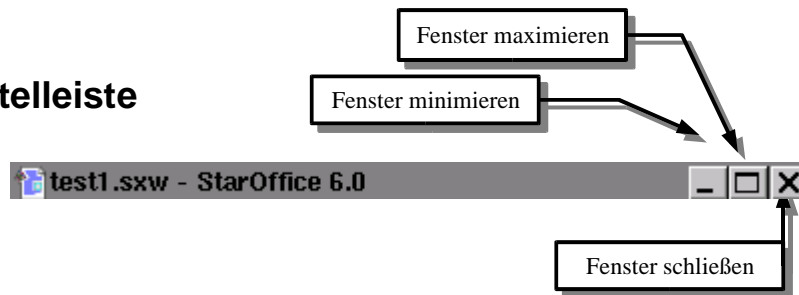 Fenster maximieren
telleiste
Fenster minimieren
test1.sxw - StarOffice 6.0
Fenster schließen